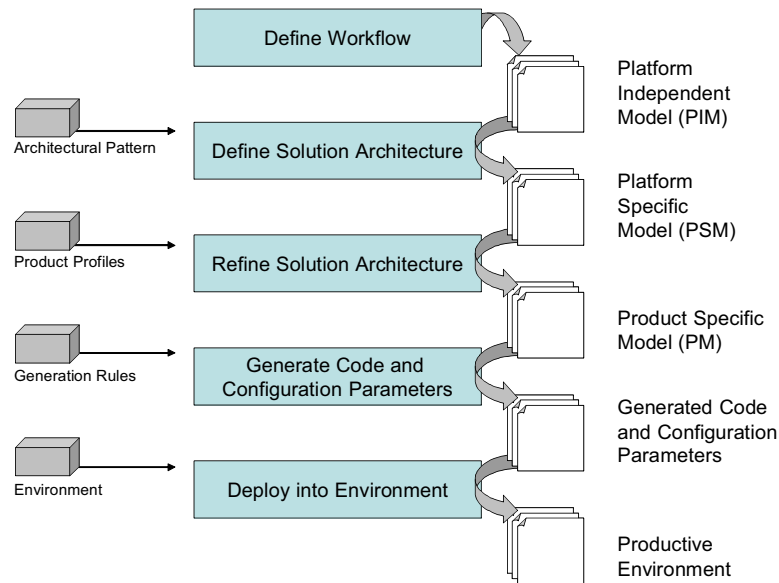 Define Workflow
Platform
Independent
Model (PIM)
Architectural Pattern
Define Solution Architecture
Platform
Specific
Model (PSM)
Product Profiles
Refine Solution Architecture
Product Specific
Model (PM)
Generation Rules
Generate Code and
Configuration Parameters
Generated Code
and Configuration
Parameters
Environment
Deploy into Environment
Productive
Environment